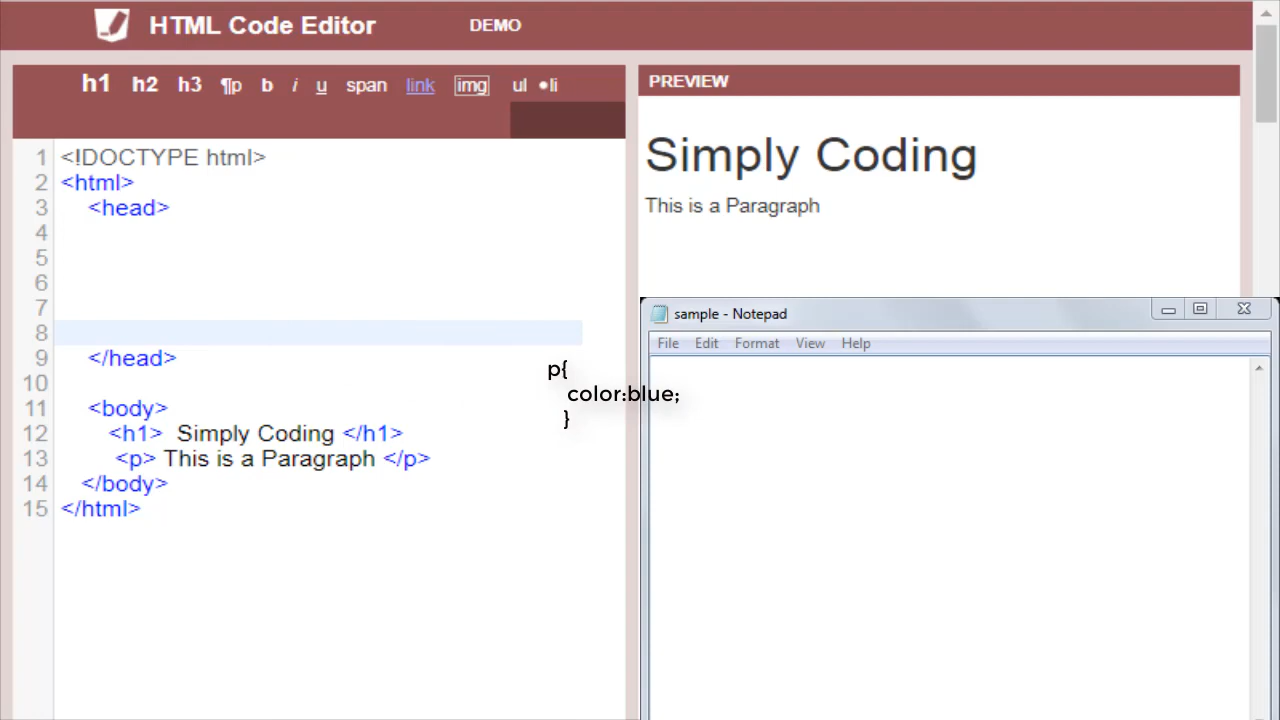 HTML Code Editor DEMO
h1 h2 h3 ¶p b i u span link img ul •li
PREVIEW
1 <!DOCTYPE html>
2 <html>
3 <head>
4
5
6
7
8
9 </head>
10
11 <body>
12 <h1> Simply Coding </h1>
13 <p> This is a Paragraph </p>
14 </body>
15 </html>
Simply Coding
This is a Paragraph
sample - Notepad
File Edit Format View Help
p{
color:blue;
}